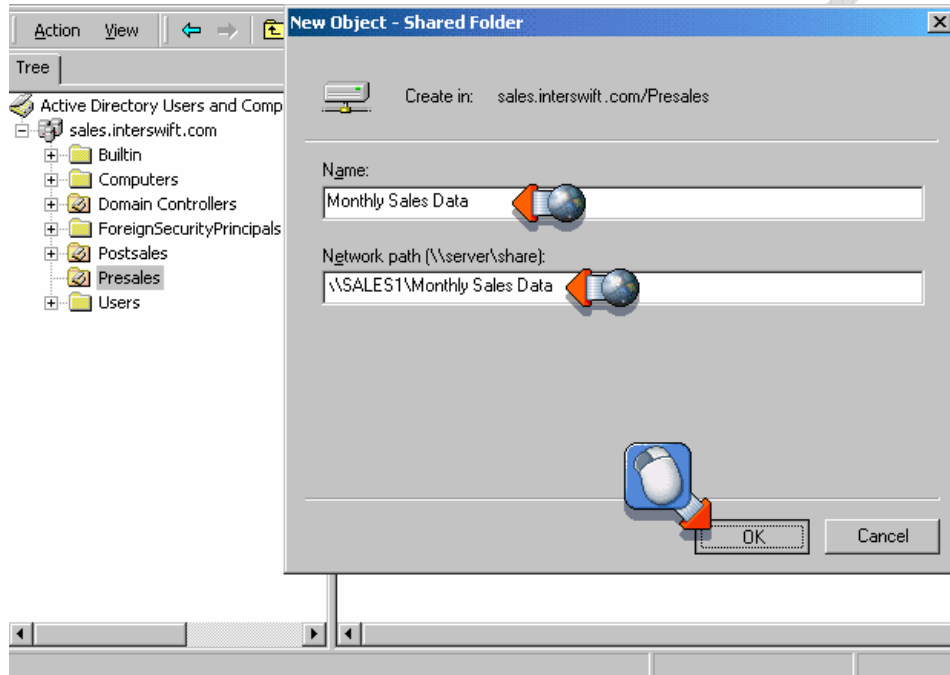 Action View
Tree
Active Directory Users and Comp
sales.interswift.com
Builtin
Computers
Domain Controllers
ForeignSecurityPrincipals
Postsales
Presales
Users
New Object - Shared Folder
Create in: sales.interswift.com/Presales
Name:
Monthly Sales Data
Network path (\\server\share):
\\SALES1\Monthly Sales Data
OK Cancel